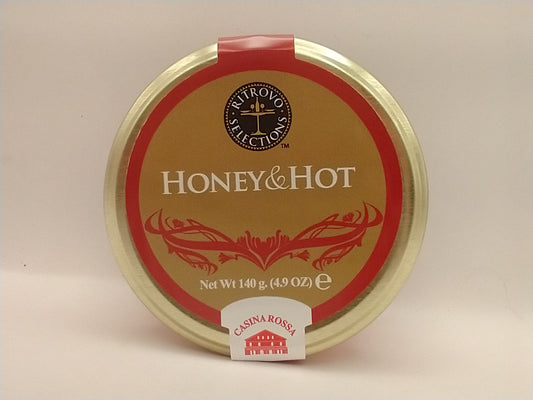 RITROVO
SELECTIONS
TM
HONEY&HOT
Net Wt 140 g. (4.9 OZ) ℮
CASINA ROSSA